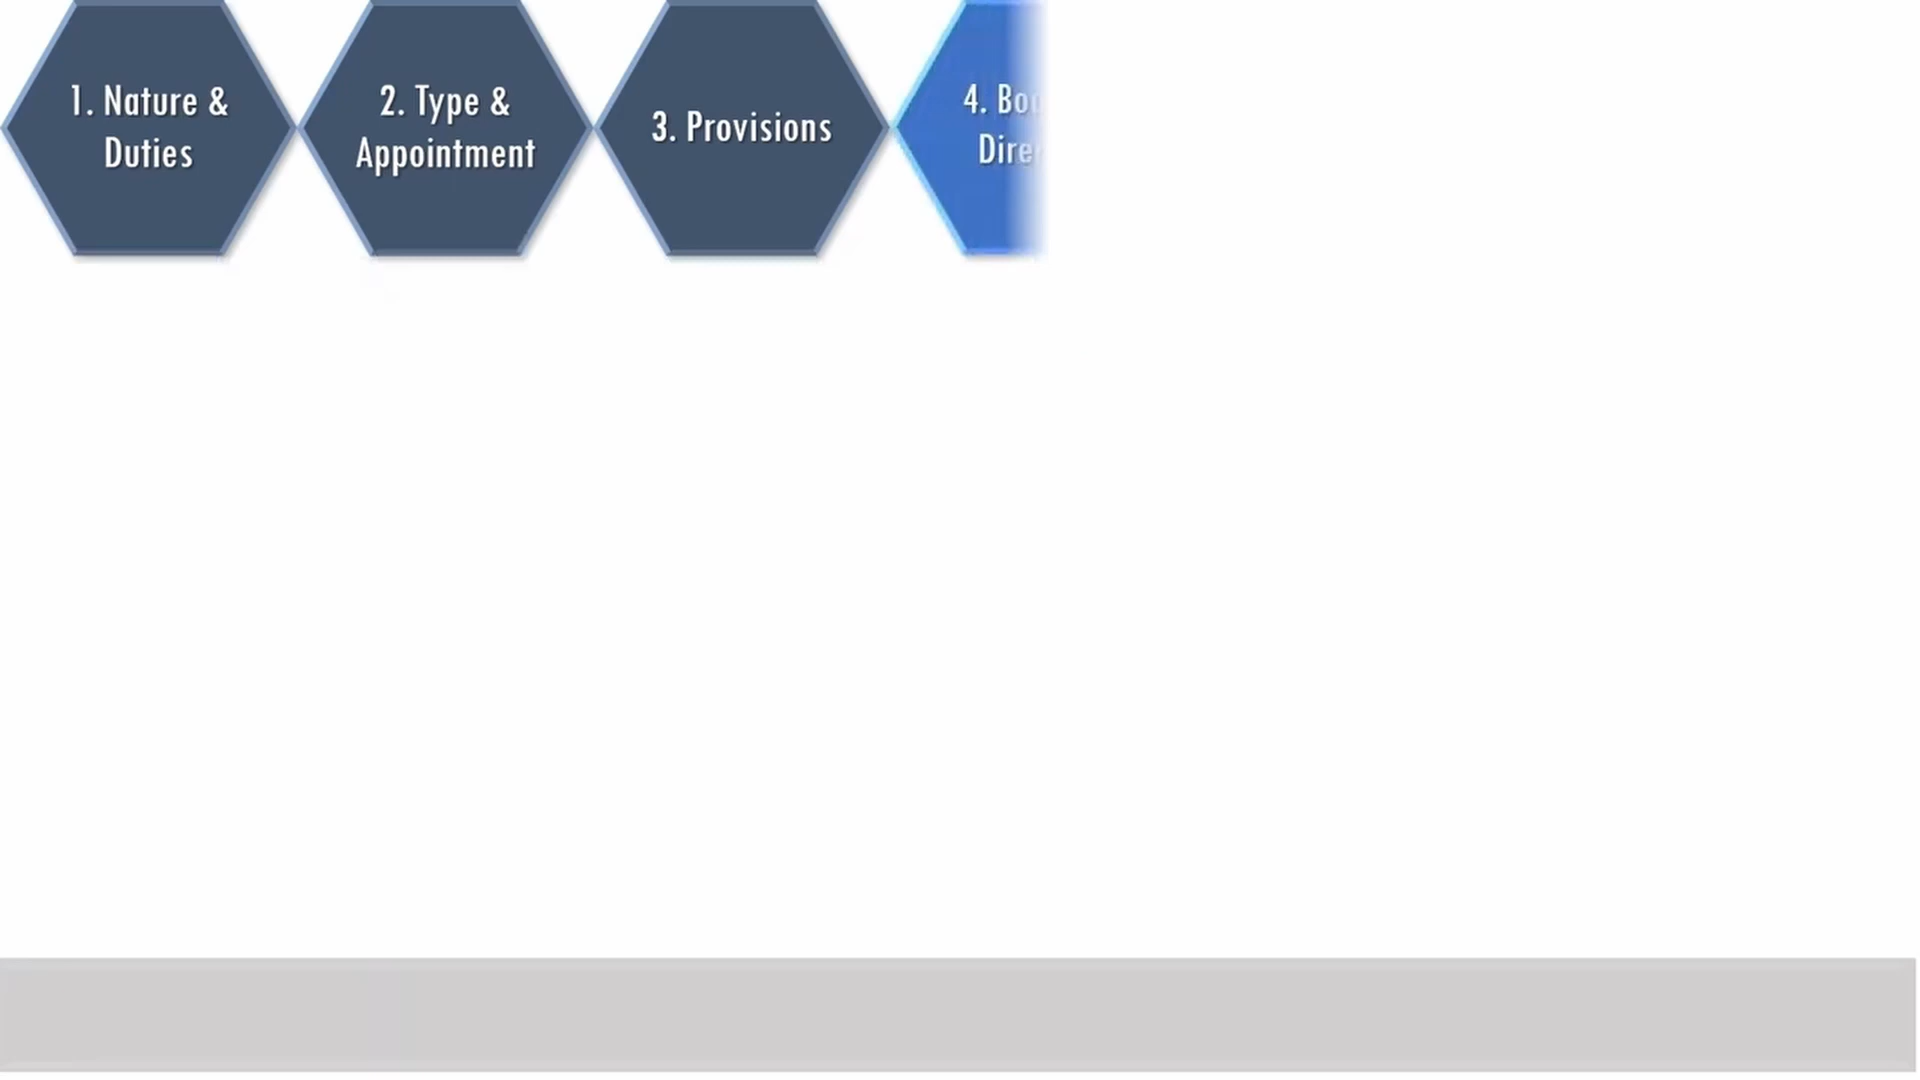 1. Nature &
Duties
2. Type &
Appointment
3. Provisions
4.